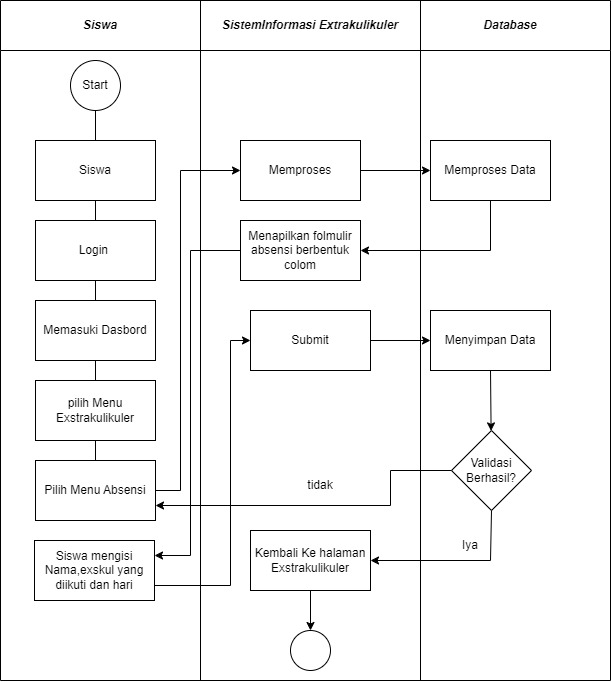 Siswa
SistemInformasi Extrakulikuler
Database
Start
Siswa
Memproses
Memproses Data
Login
Menapilkan folmulir
absensi berbentuk
colom
Memasuki Dasbord
Submit
Menyimpan Data
pilih Menu
Exstrakulikuler
Pilih Menu Absensi
tidak
Validasi
Berhasil?
Siswa mengisi
Nama,exskul yang
diikuti dan hari
Kembali Ke halaman
Exstrakulikuler
Iya